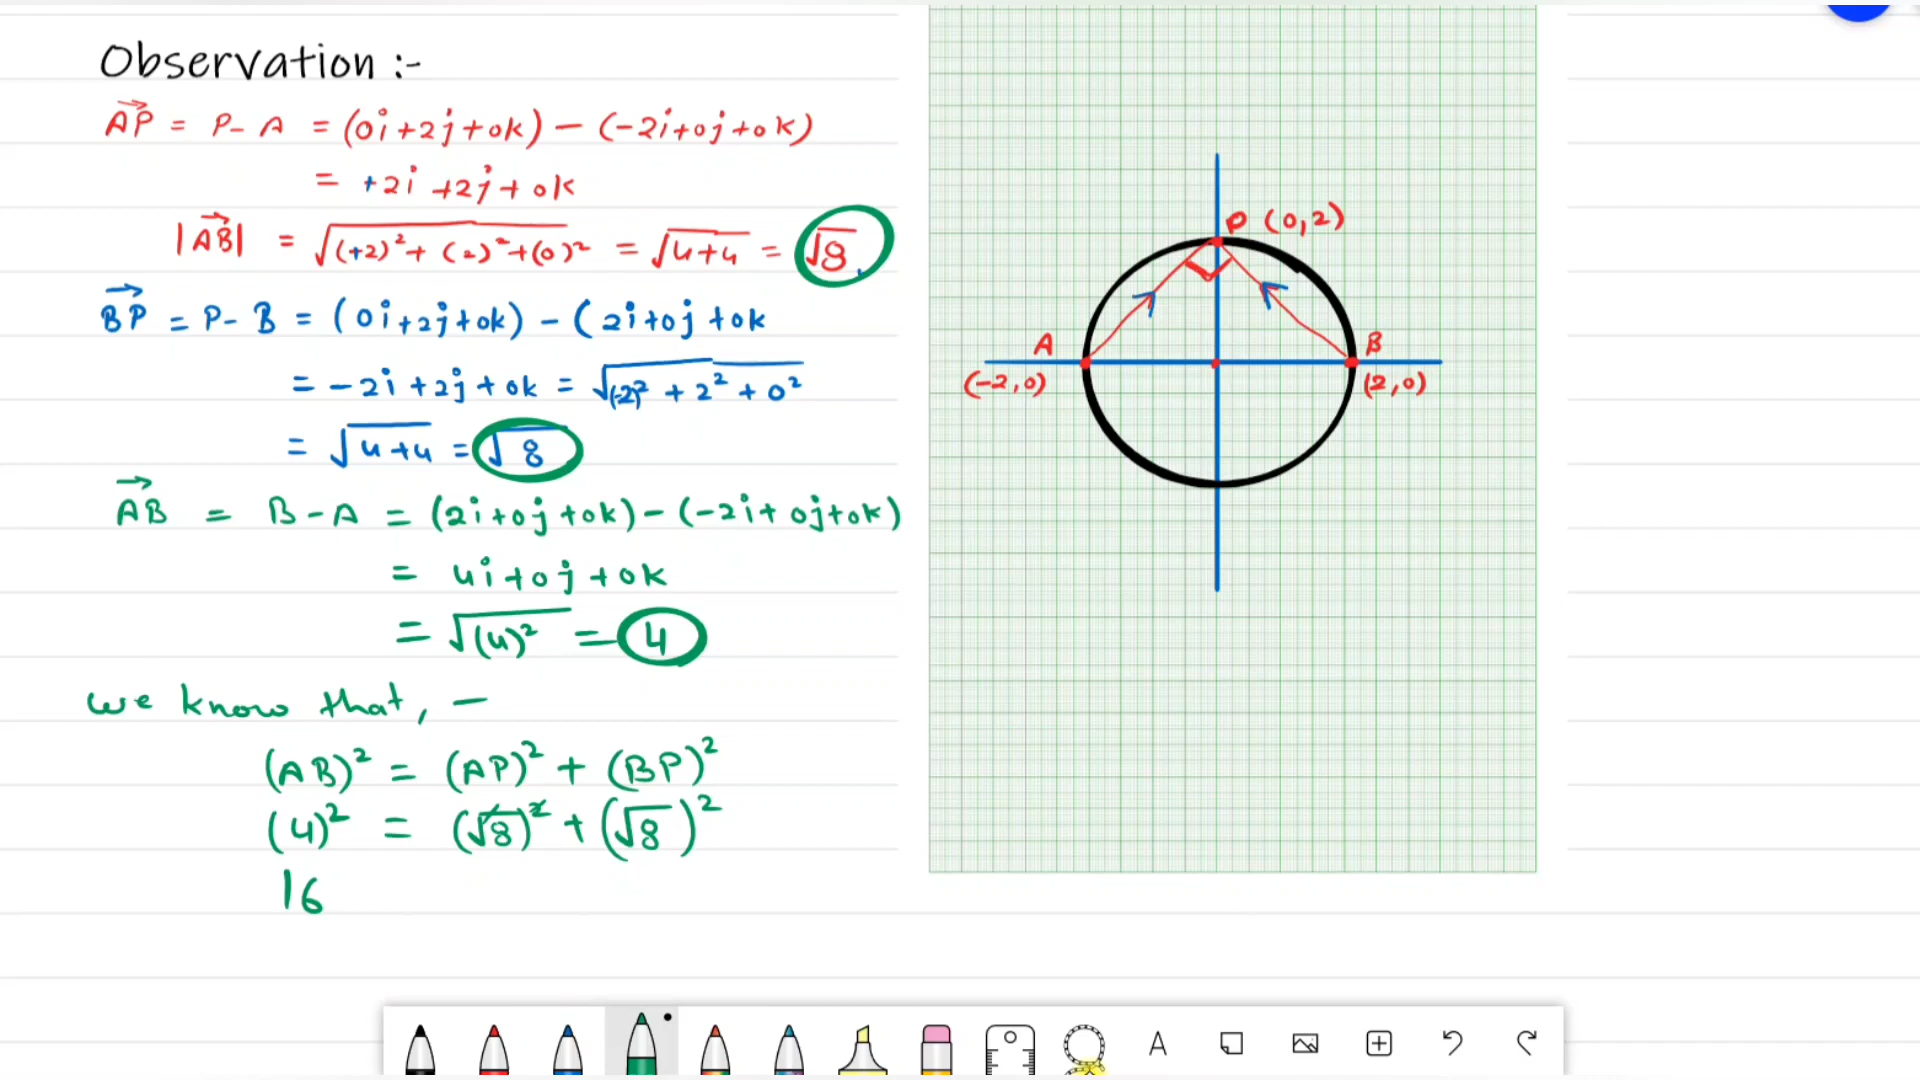 Observation :-
AP = P- A = (0i+2j+0k) - (-2i+0j+0k)
= +2i +2j+0k
|AB| = √(+2)²+(2)²+(0)² = √4+4 = √8
BP = P- B = (0i+2j+0k) - (2i+0j+0k
= -2i+2j+0k = √(-2)²+2²+0²
= √4+4 = √8
AB = B-A = (2i+0j+0k)-(-2i+0j+0k)
= 4i+0j+0k
= √(4)² = 4
we know that, -
(AB)² = (AP)² + (BP)²
(4)² = (√8)² + (√8)²
16
P (0,2)
A
B
(-2,0)
(2,0)
A